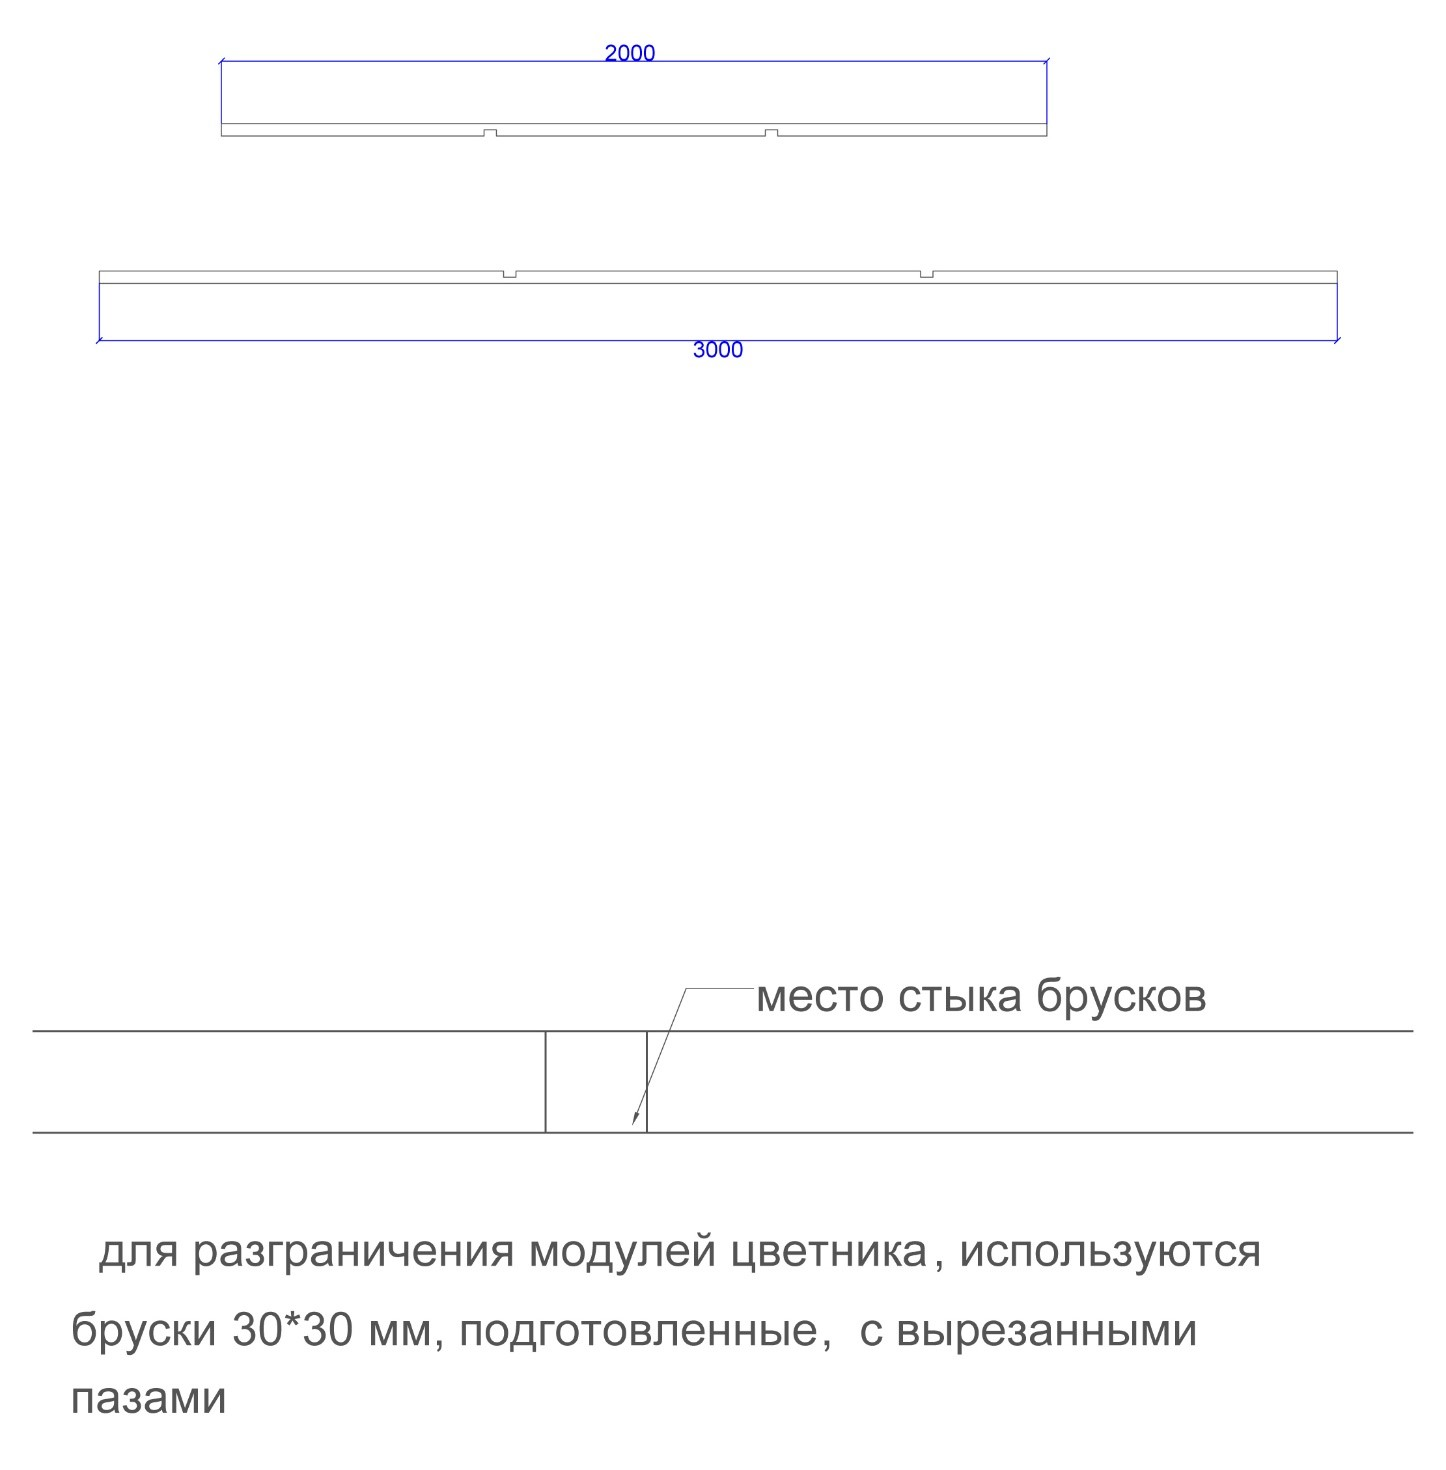 2000
3000
место стыка брусков
для разграничения модулей цветника, используются
бруски 30*30 мм, подготовленные, с вырезанными
пазами